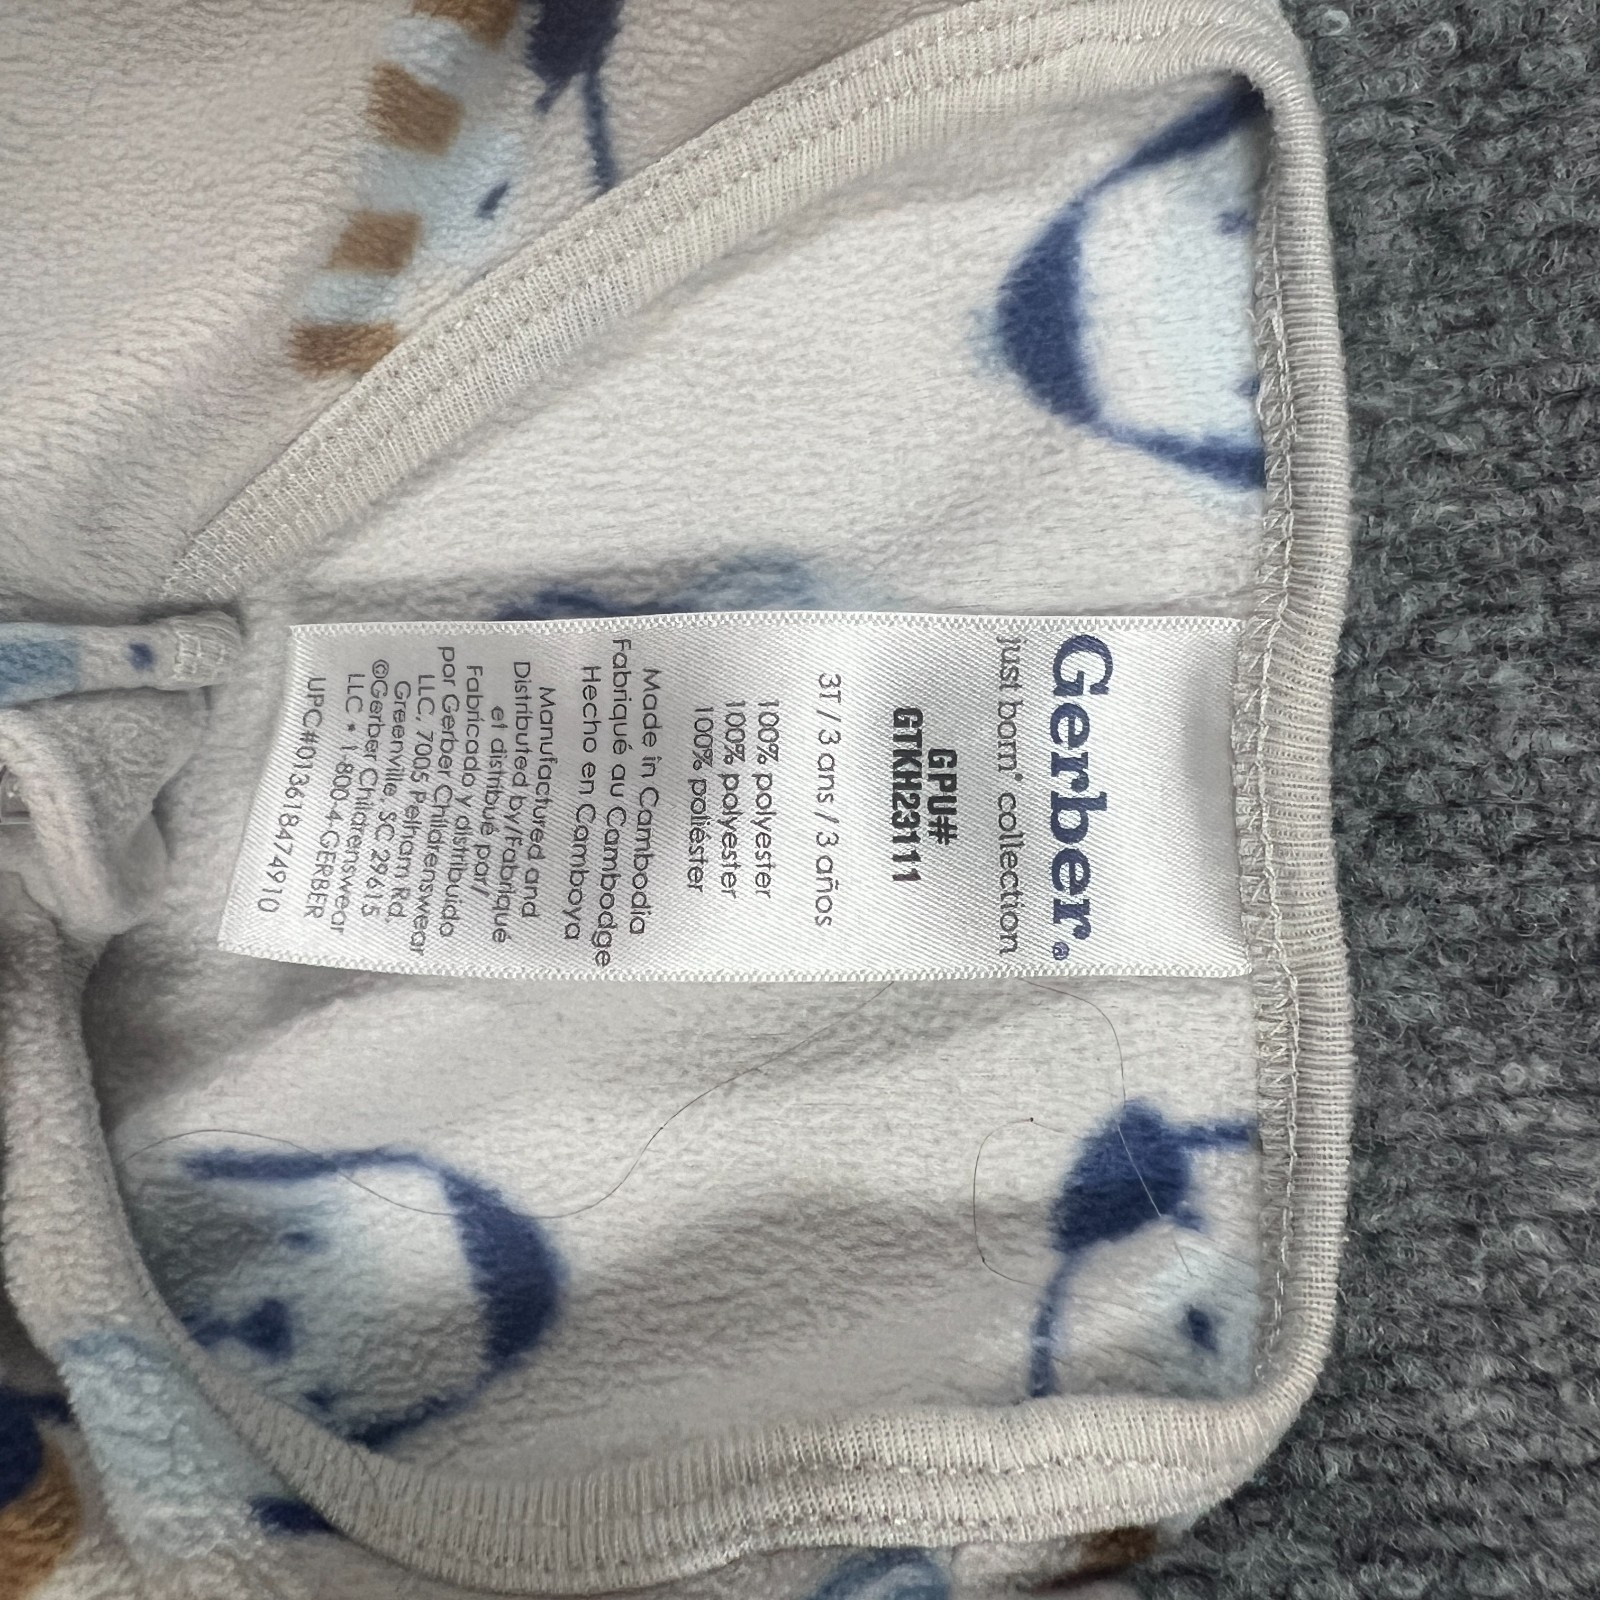 Gerber®
just born® collection
GPU#
GTKH23111
3T / 3 ans / 3 años
100% polyester
100% polyester
100% poliéster
Made in Cambodia
Fabriqué au Cambodge
Hecho en Camboya
Manufactured and
Distributed by/Fabriqué
et distribué par/
Fabricado y distribuido
por Gerber Childrenswear
LLC, 7005 Pelham Rd
Greenville, SC 29615
©Gerber Childrenswear
LLC • 1-800-4-GERBER
UPC#013618474910